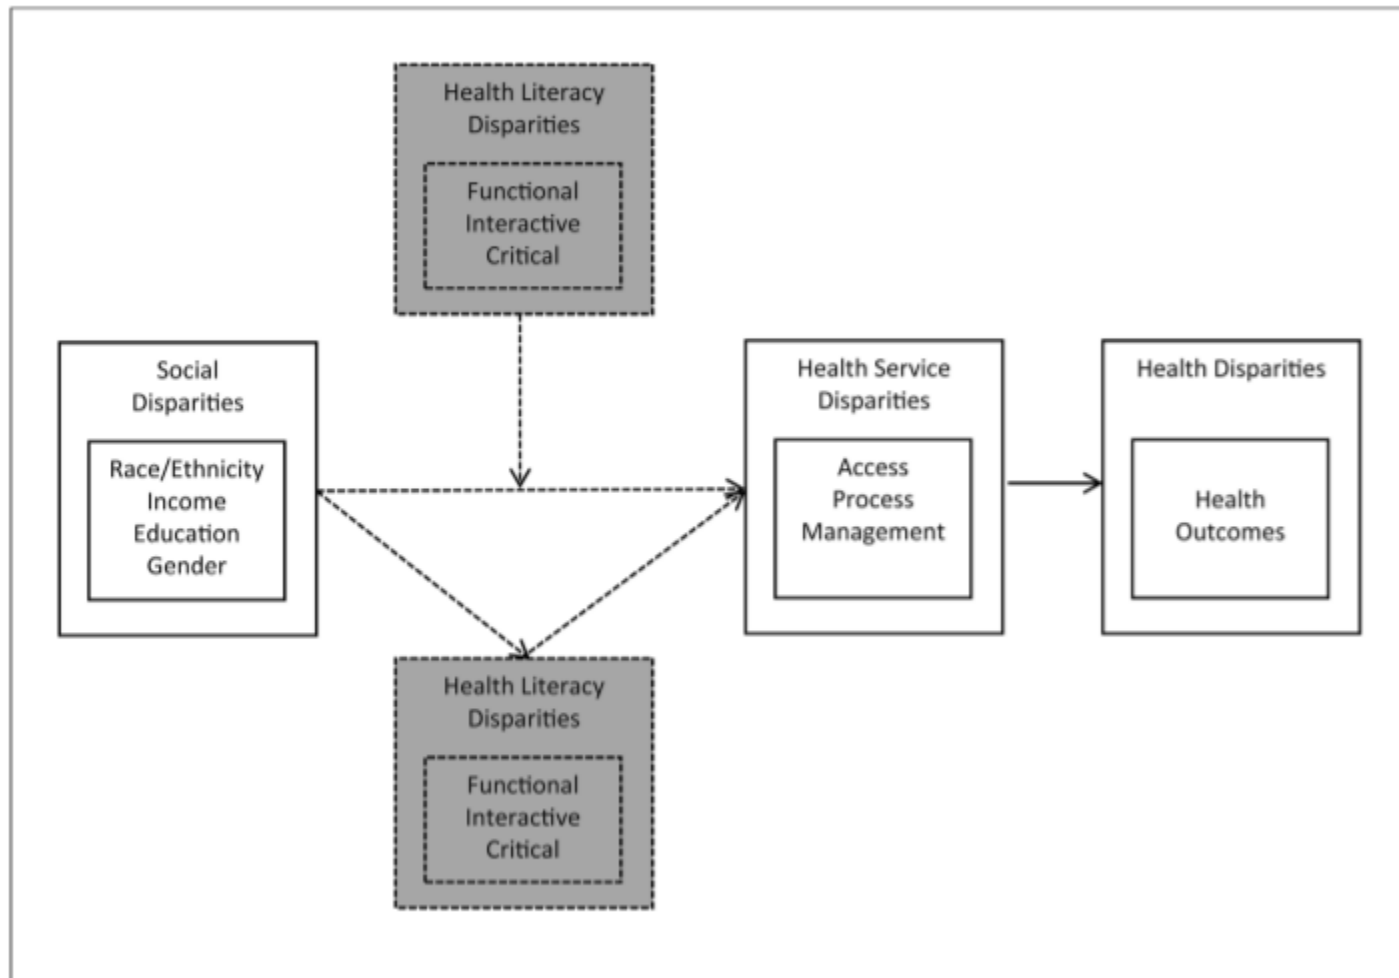 Health Literacy
Disparities
Functional
Interactive
Critical
Social
Disparities
Race/Ethnicity
Income
Education
Gender
Health Service
Disparities
Access
Process
Management
Health Disparities
Health
Outcomes
Health Literacy
Disparities
Functional
Interactive
Critical